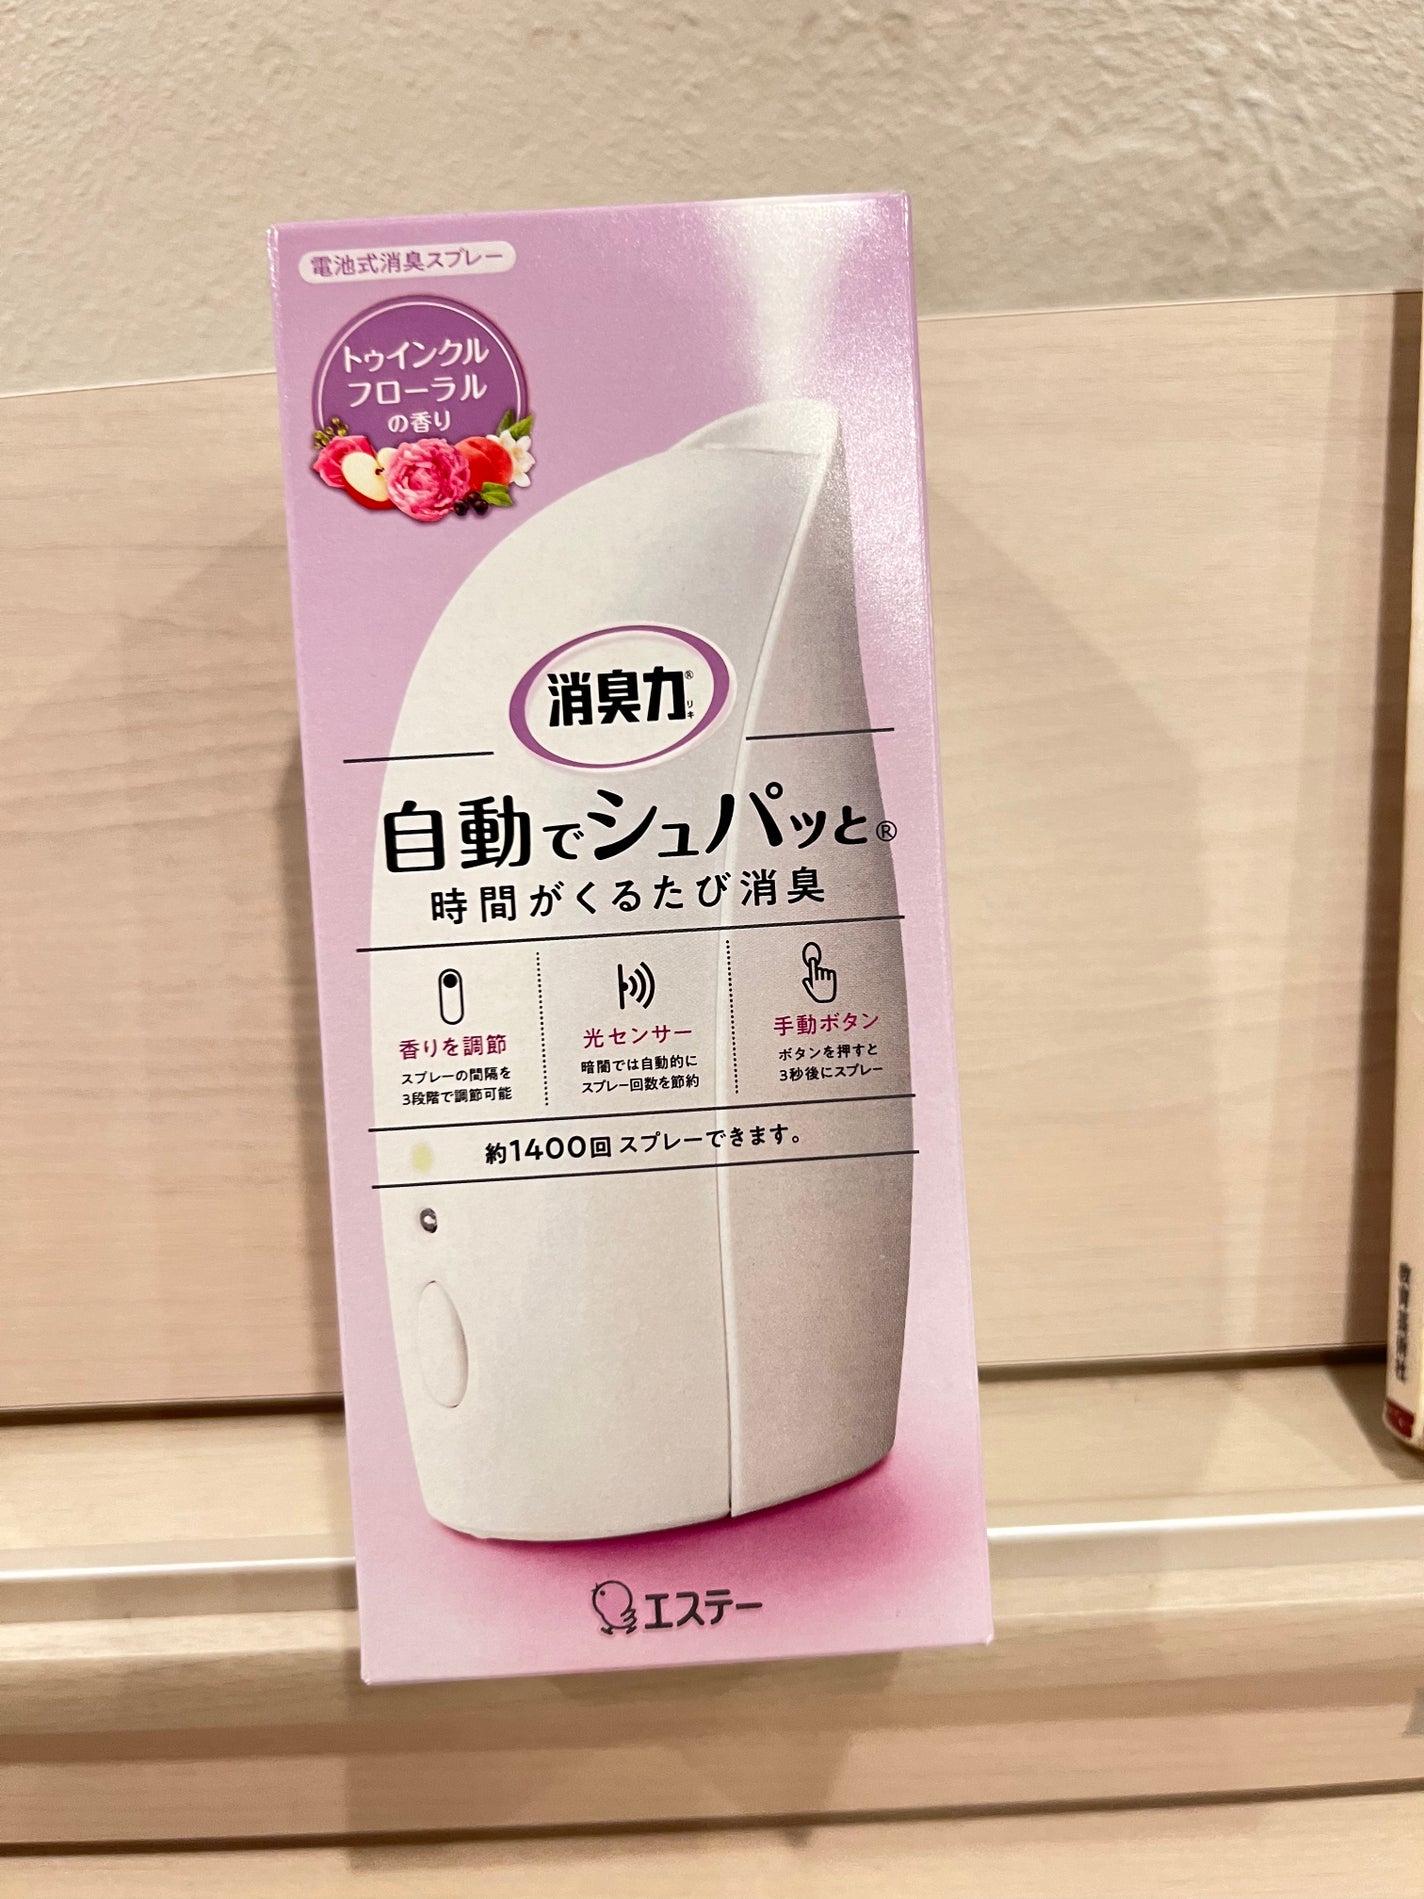 電池式消臭スプレー
トゥインクル
フローラル
の香り
消臭力®
リキ
自動でシュパッと®
時間がくるたび消臭
香りを調節
スプレーの間隔を
3段階で調節可能
光センサー
暗闇では自動的に
スプレー回数を節約
手動ボタン
ボタンを押すと
3秒後にスプレー
約1400回スプレーできます。
エステー